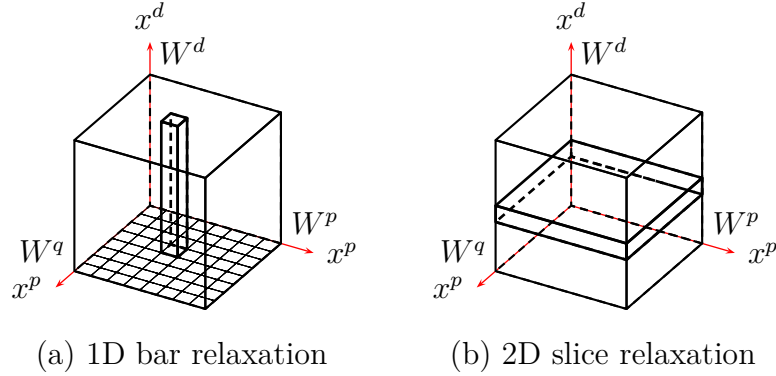 x^d
W^d
W^p
W^q
x^p
x^p
(a) 1D bar relaxation
x^d
W^d
W^p
W^q
x^p
x^p
(b) 2D slice relaxation